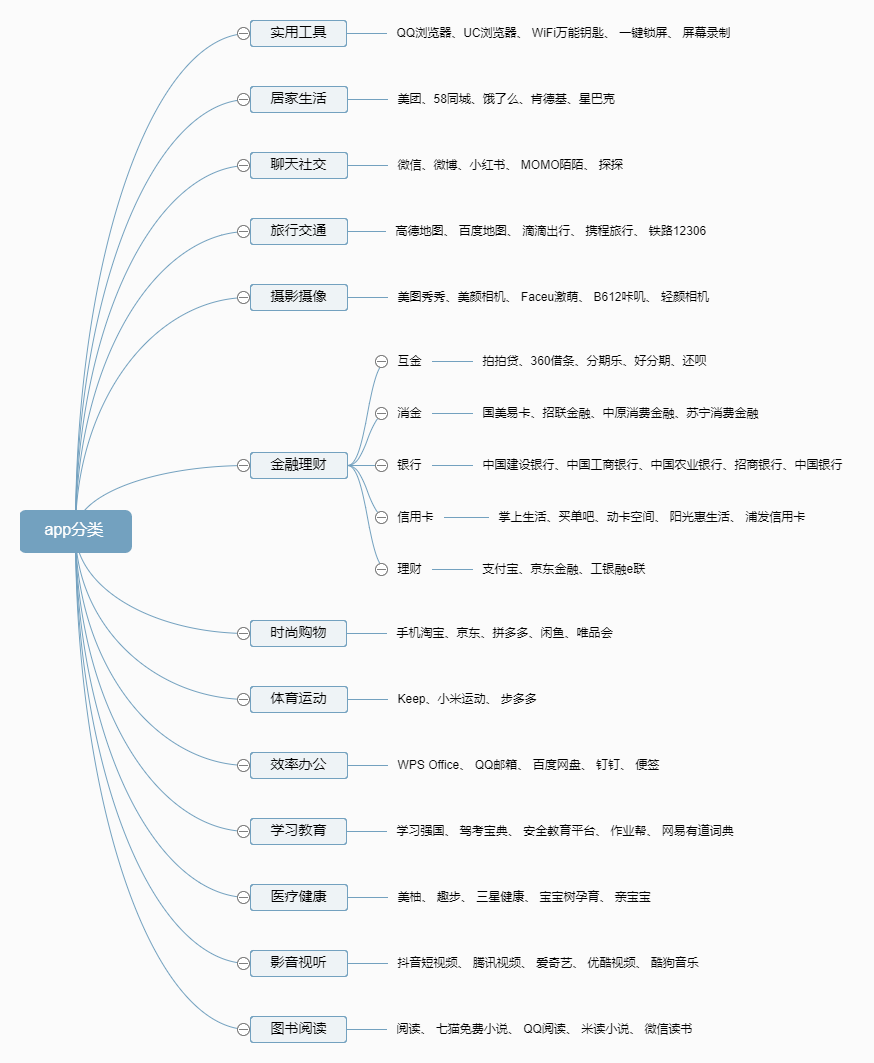 实用工具
QQ浏览器、UC浏览器、 WiFi万能钥匙、 一键锁屏、 屏幕录制
居家生活
美团、58同城、饿了么、肯德基、星巴克
聊天社交
微信、微博、小红书、 MOMO陌陌、 探探
旅行交通
高德地图、 百度地图、 滴滴出行、 携程旅行、 铁路12306
摄影摄像
美图秀秀、美颜相机、 Faceu激萌、 B612咔叽、 轻颜相机
互金
拍拍贷、360借条、分期乐、好分期、还呗
消金
国美易卡、招联金融、中原消费金融、苏宁消费金融
金融理财
银行
中国建设银行、中国工商银行、中国农业银行、招商银行、中国银行
信用卡
掌上生活、买单吧、动卡空间、 阳光惠生活、 浦发信用卡
app分类
理财
支付宝、京东金融、工银融e联
时尚购物
手机淘宝、京东、拼多多、闲鱼、唯品会
体育运动
Keep、小米运动、 步多多
效率办公
WPS Office、 QQ邮箱、 百度网盘、 钉钉、 便签
学习教育
学习强国、 驾考宝典、 安全教育平台、 作业帮、 网易有道词典
医疗健康
美柚、 趣步、 三星健康、 宝宝树孕育、 亲宝宝
影音视听
抖音短视频、 腾讯视频、 爱奇艺、 优酷视频、 酷狗音乐
图书阅读
阅读、 七猫免费小说、 QQ阅读、 米读小说、 微信读书